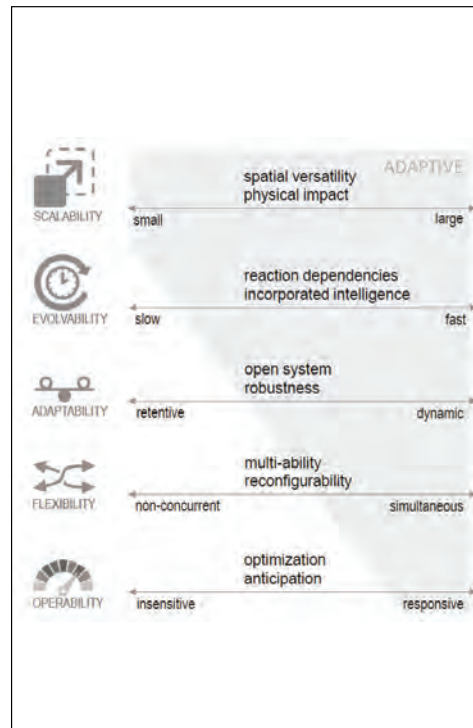 ADAPTIVE
spatial versatility
physical impact
SCALABILITY
small
large
reaction dependencies
incorporated intelligence
EVOLVABILITY
slow
fast
open system
robustness
ADAPTABILITY
retentive
dynamic
multi-ability
reconfigurability
FLEXIBILITY
non-concurrent
simultaneous
optimization
anticipation
OPERABILITY
insensitive
responsive